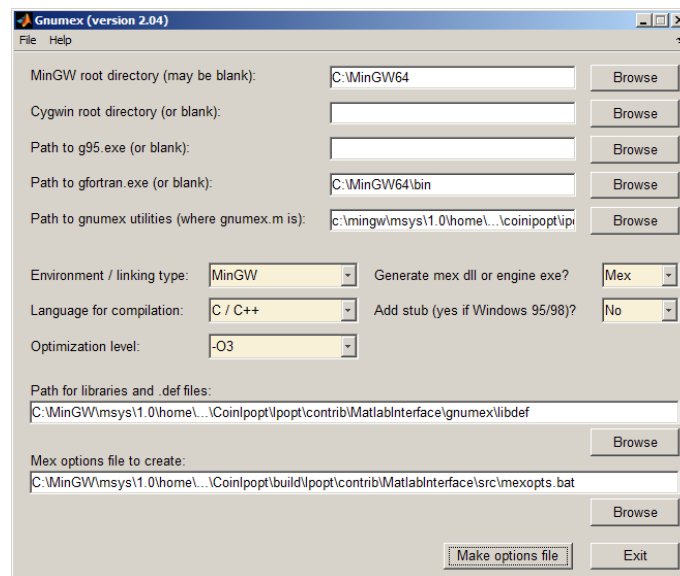 Gnumex (version 2.04)
File Help
MinGW root directory (may be blank): C:\MinGW64 Browse
Cygwin root directory (or blank): Browse
Path to g95.exe (or blank): Browse
Path to gfortran.exe (or blank): C:\MinGW64\bin Browse
Path to gnumex utilities (where gnumex.m is): c:\mingw\msys\1.0\home\...\coinipopt\ip Browse
Environment / linking type: MinGW Generate mex dll or engine exe? Mex
Language for compilation: C / C++ Add stub (yes if Windows 95/98)? No
Optimization level: -O3
Path for libraries and .def files:
C:\MinGW\msys\1.0\home\...\CoinIpopt\Ipopt\contrib\MatlabInterface\gnumex\libdef
Browse
Mex options file to create:
C:\MinGW\msys\1.0\home\...\CoinIpopt\build\Ipopt\contrib\MatlabInterface\src\mexopts.bat
Browse
Make options file Exit